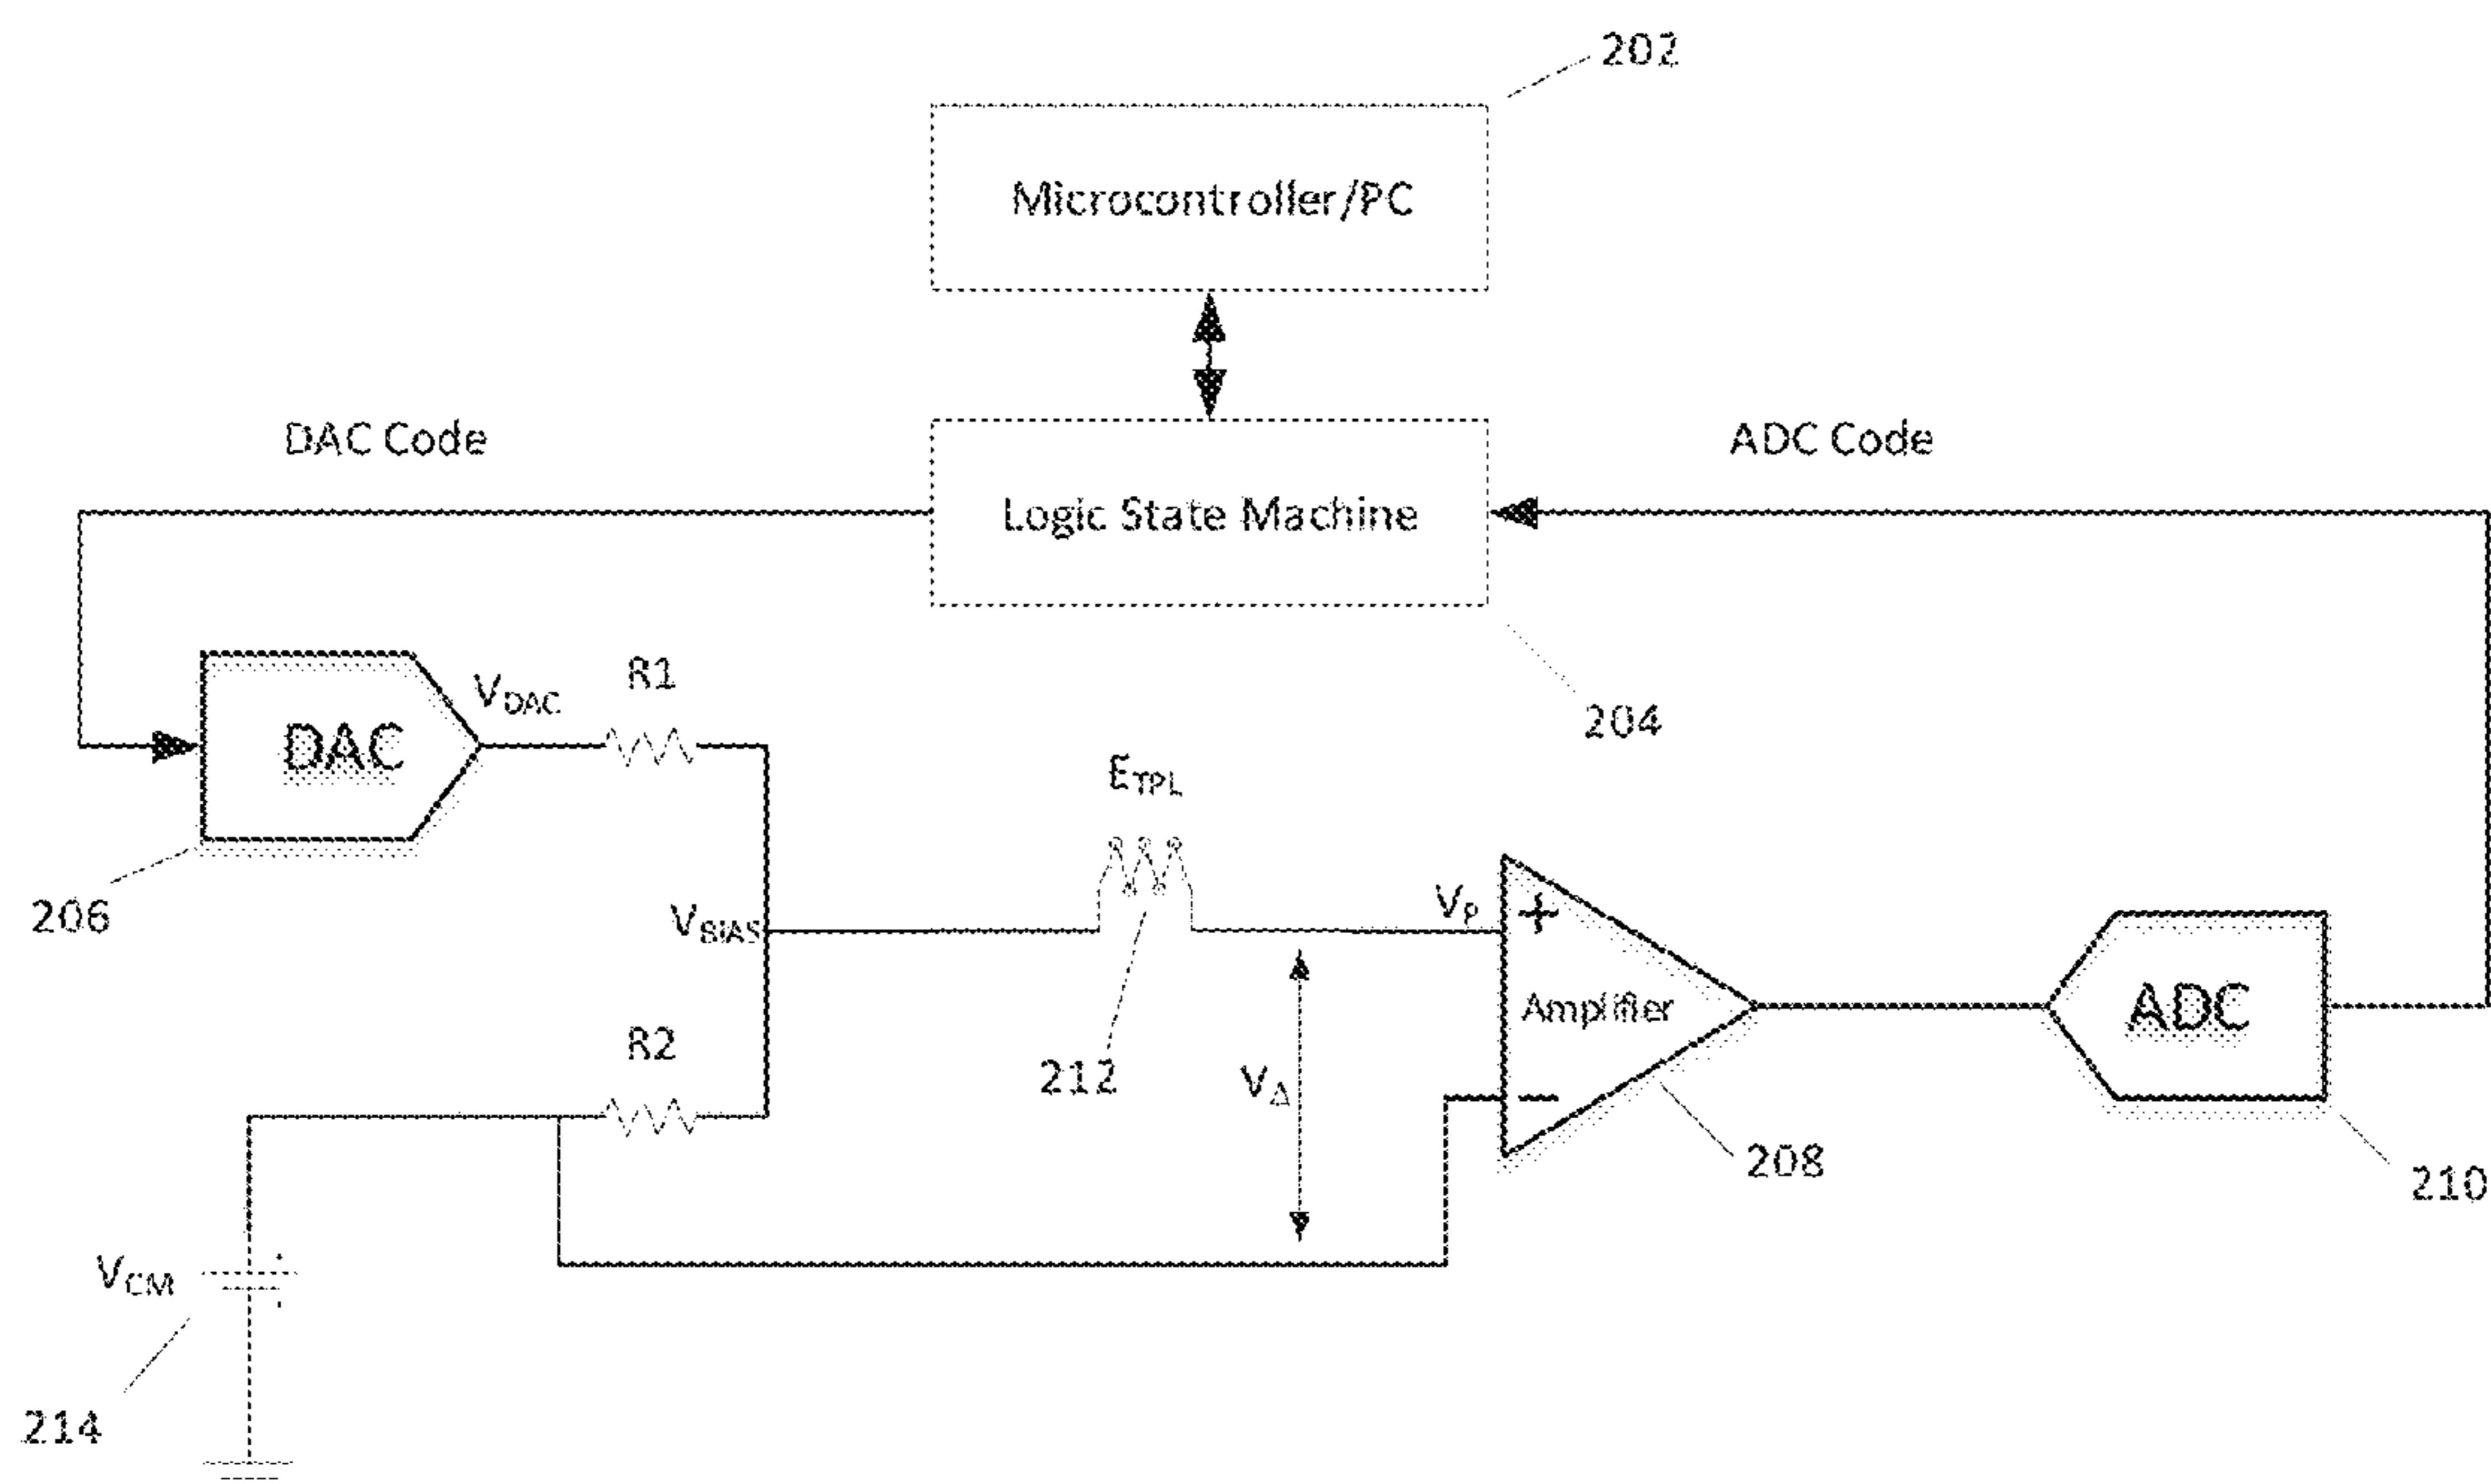 202
Microcontroller/PC
DAC Code
ADC Code
Logic State Machine
204
R1
VDAC
DAC
206
ETPL
VBIAS
VP
+
Amplifier
ADC
R2
212
VΔ
−
208
210
VCM
214